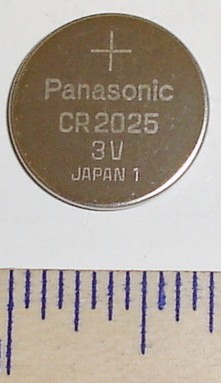 +
Panasonic
CR2025
3V
JAPAN 1